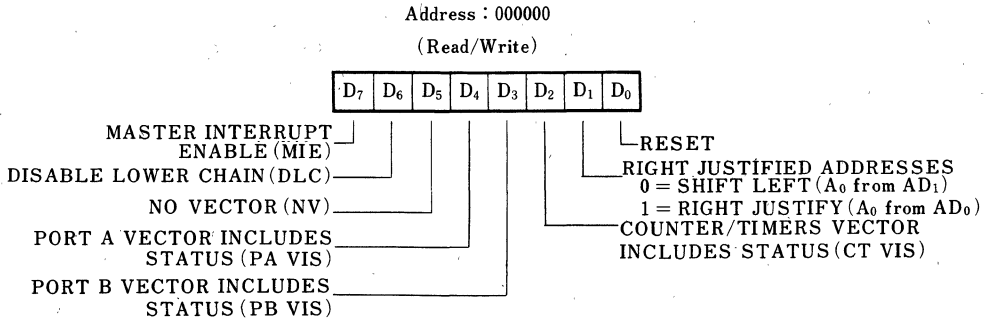 Address : 000000
(Read/Write)
D7 D6 D5 D4 D3 D2 D1 D0
MASTER INTERRUPT
ENABLE (MIE)
DISABLE LOWER CHAIN (DLC)
NO VECTOR (NV)
PORT A VECTOR INCLUDES
STATUS (PA VIS)
PORT B VECTOR INCLUDES
STATUS (PB VIS)
RESET
RIGHT JUSTIFIED ADDRESSES
0 = SHIFT LEFT (A0 from AD1)
1 = RIGHT JUSTIFY (A0 from AD0)
COUNTER/TIMERS VECTOR
INCLUDES STATUS (CT VIS)